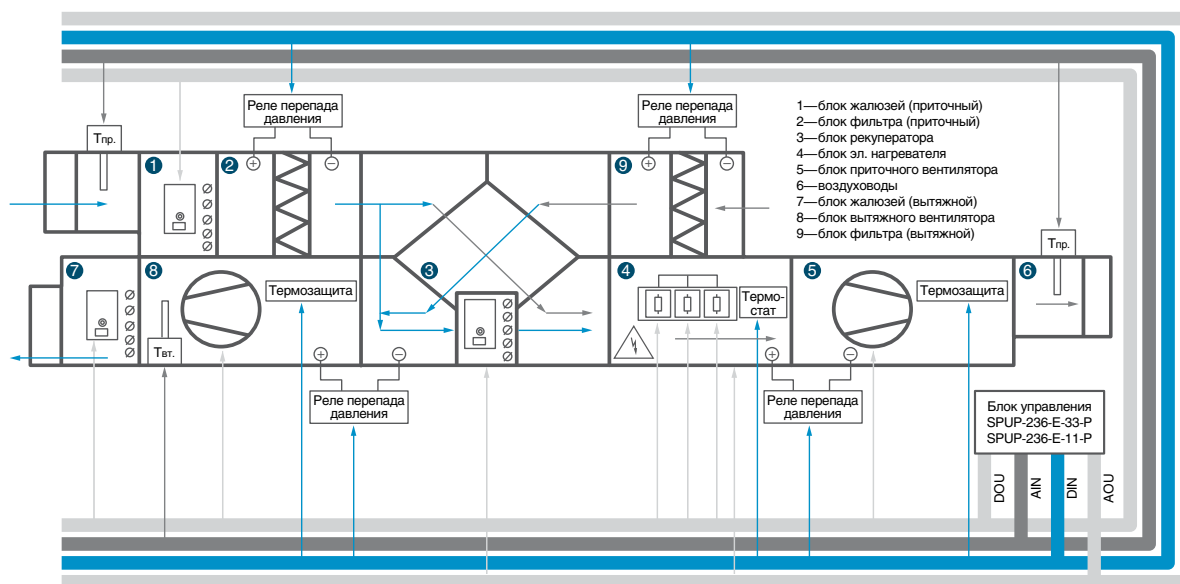 Реле перепада
давления
Реле перепада
давления
1—блок жалюзей (приточный)
2—блок фильтра (приточный)
3—блок рекуператора
4—блок эл. нагревателя
5—блок приточного вентилятора
6—воздуховоды
7—блок жалюзей (вытяжной)
8—блок вытяжного вентилятора
9—блок фильтра (вытяжной)
Тпр.
1
2
+
−
+
9
−
Тпр.
7
8
Термозащита
3
4
Термо-
стат
5
Термозащита
6
Твт.
+
−
+
−
Реле перепада
давления
Реле перепада
давления
Блок управления
SPUP-236-E-33-P
SPUP-236-E-11-P
DOU
AIN
DIN
AOU